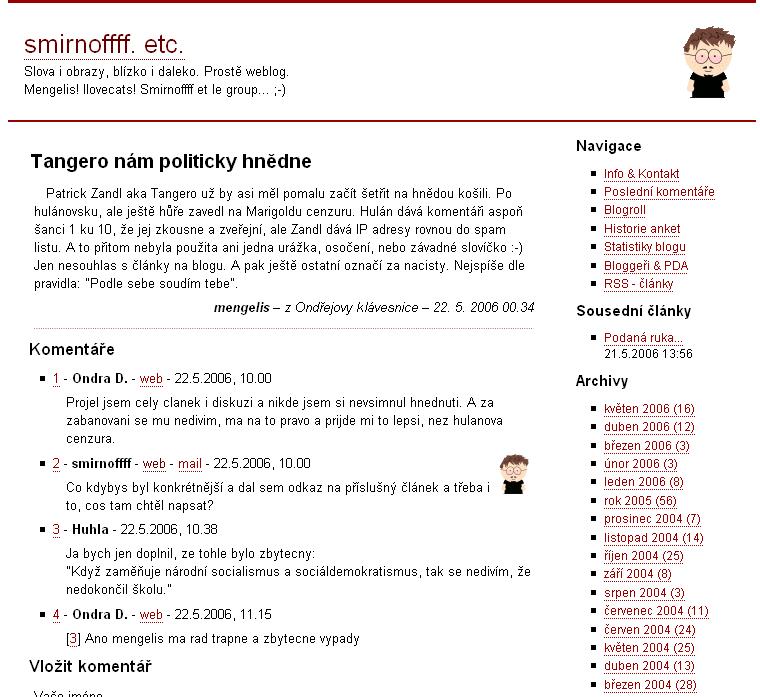 smirnoffff. etc.
Slova i obrazy, blízko i daleko. Prostě weblog.
Mengelis! Ilovecats! Smirnoffff et le group... ;-)
Tangero nám politicky hnědne
Patrick Zandl aka Tangero už by asi měl pomalu začít šetřit na hnědou košili. Po
hulánovsku, ale ještě hůře zavedl na Marigoldu cenzuru. Hulán dává komentáři aspoň
šanci 1 ku 10, že jej zkousne a zveřejní, ale Zandl dává IP adresy rovnou do spam
listu. A to přitom nebyla použita ani jedna urážka, osočení, nebo závadné slovíčko :-)
Jen nesouhlas s články na blogu. A pak ještě ostatní označí za nacisty. Nejspíše dle
pravidla: "Podle sebe soudím tebe".
mengelis – z Ondřejovy klávesnice – 22. 5. 2006 00.34
Komentáře
1 - Ondra D. - web - 22.5.2006, 10.00
Projel jsem cely clanek i diskuzi a nikde jsem si nevsimnul hnednuti. A za
zabanovani se mu nedivim, ma na to pravo a prijde mi to lepsi, nez hulanova
cenzura.
2 - smirnoffff - web - mail - 22.5.2006, 10.00
Co kdybys byl konkrétnější a dal sem odkaz na příslušný článek a třeba i
to, cos tam chtěl napsat?
3 - Huhla - 22.5.2006, 10.38
Ja bych jen doplnil, ze tohle bylo zbytecny:
"Když zaměňuje národní socialismus a sociáldemokratismus, tak se nedivím, že
nedokončil školu."
4 - Ondra D. - web - 22.5.2006, 11.15
[3] Ano mengelis ma rad trapne a zbytecne vypady
Vložit komentář
Vaše jméno
Navigace
Info & Kontakt
Poslední komentáře
Blogroll
Historie anket
Statistiky blogu
Bloggeři & PDA
RSS - články
Sousední články
Podaná ruka...
21.5.2006 13:56
Archivy
květen 2006 (16)
duben 2006 (12)
březen 2006 (3)
únor 2006 (3)
leden 2006 (8)
rok 2005 (56)
prosinec 2004 (7)
listopad 2004 (14)
říjen 2004 (25)
září 2004 (8)
srpen 2004 (3)
červenec 2004 (11)
červen 2004 (24)
květen 2004 (25)
duben 2004 (13)
březen 2004 (28)